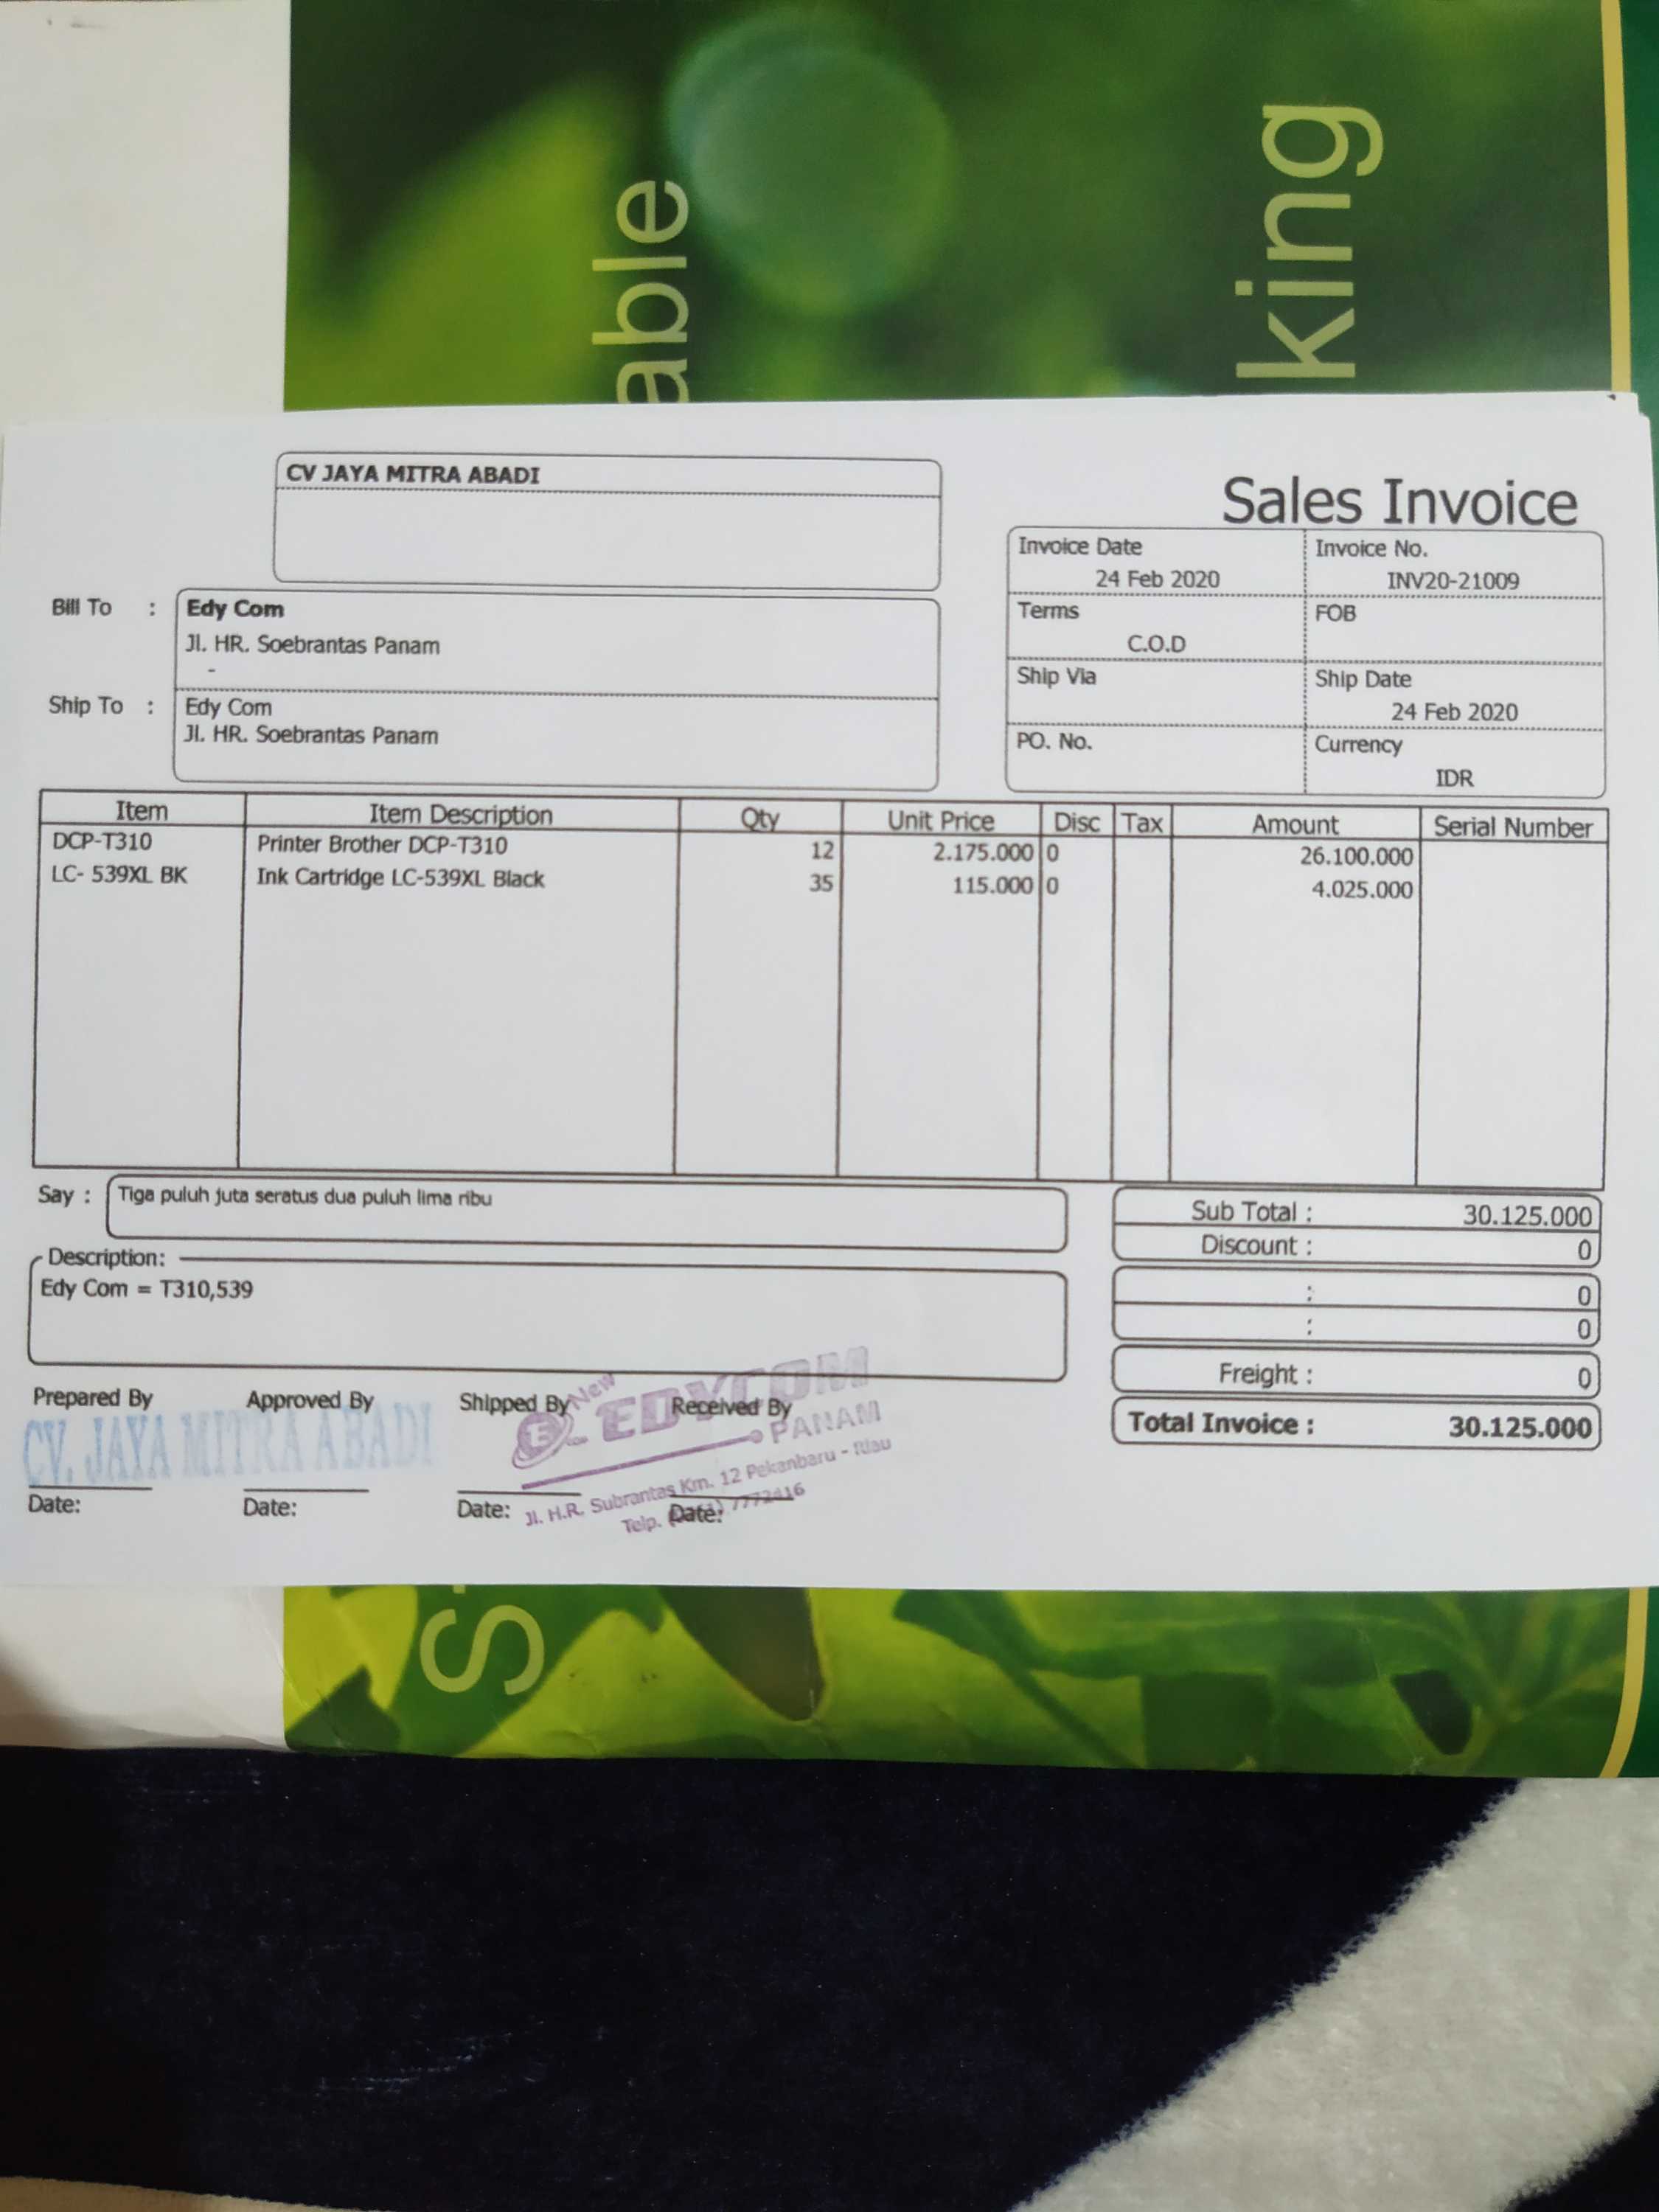 able
king
CV JAYA MITRA ABADI
Sales Invoice
Invoice Date
24 Feb 2020
Invoice No.
INV20-21009
Terms
C.O.D
FOB
Ship Via
Ship Date
24 Feb 2020
PO. No.
Currency
IDR
Bill To :
Edy Com
Jl. HR. Soebrantas Panam
-
Ship To :
Edy Com
Jl. HR. Soebrantas Panam
Item Item Description Qty Unit Price Disc Tax Amount Serial Number
DCP-T310 Printer Brother DCP-T310 12 2.175.000 0 26.100.000
LC- 539XL BK Ink Cartridge LC-539XL Black 35 115.000 0 4.025.000
Say : Tiga puluh juta seratus dua puluh lima ribu
Sub Total : 30.125.000
Discount : 0
: 0
: 0
Freight : 0
Total Invoice : 30.125.000
Description:
Edy Com = T310,539
Prepared By Approved By Shipped By Received By
CV. JAYA MITRA ABADI
New
E
EDYCOM
PANAM
Jl. H.R. Subrantas Km. 12 Pekanbaru - Riau
Telp. 7772416
Date: Date: Date: Date:
S